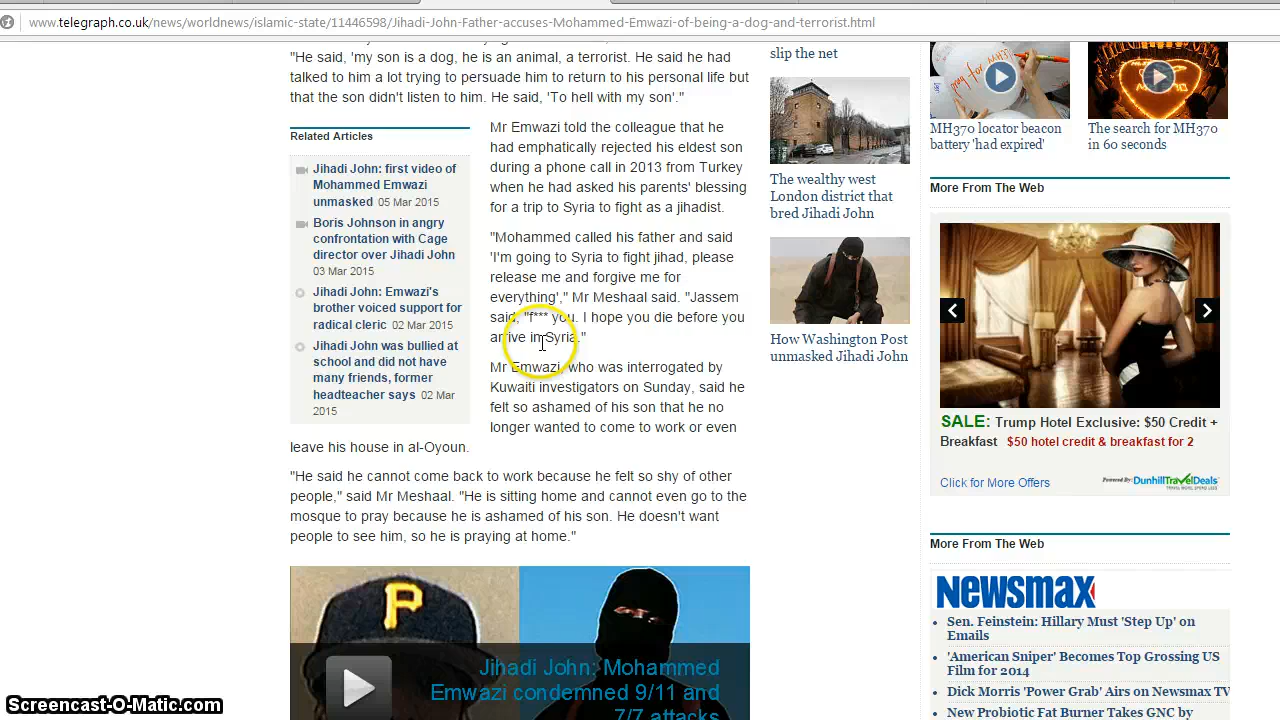 www.telegraph.co.uk/news/worldnews/islamic-state/11446598/Jihadi-John-Father-accuses-Mohammed-Emwazi-of-being-a-dog-and-terrorist.html
"He said, 'my son is a dog, he is an animal, a terrorist. He said he had
talked to him a lot trying to persuade him to return to his personal life but
that the son didn't listen to him. He said, 'To hell with my son'."
Related Articles
Jihadi John: first video of
Mohammed Emwazi
unmasked 05 Mar 2015
Boris Johnson in angry
confrontation with Cage
director over Jihadi John
03 Mar 2015
Jihadi John: Emwazi's
brother voiced support for
radical cleric 02 Mar 2015
Jihadi John was bullied at
school and did not have
many friends, former
headteacher says 02 Mar
2015
Mr Emwazi told the colleague that he
had emphatically rejected his eldest son
during a phone call in 2013 from Turkey
when he had asked his parents' blessing
for a trip to Syria to fight as a jihadist.
"Mohammed called his father and said
'I'm going to Syria to fight jihad, please
release me and forgive me for
everything'," Mr Meshaal said. "Jassem
said, "f*** you. I hope you die before you
arrive in Syria."
Mr Emwazi, who was interrogated by
Kuwaiti investigators on Sunday, said he
felt so ashamed of his son that he no
longer wanted to come to work or even
leave his house in al-Oyoun.
"He said he cannot come back to work because he felt so shy of other
people," said Mr Meshaal. "He is sitting home and cannot even go to the
mosque to pray because he is ashamed of his son. He doesn't want
people to see him, so he is praying at home."
P
Jihadi John: Mohammed
Emwazi condemned 9/11 and
7/7 attacks
slip the net
The wealthy west
London district that
bred Jihadi John
How Washington Post
unmasked Jihadi John
MH370 locator beacon
battery 'had expired'
The search for MH370
in 60 seconds
More From The Web
SALE: Trump Hotel Exclusive: $50 Credit +
Breakfast $50 hotel credit & breakfast for 2
Click for More Offers
Powered By: DunhillTravelDeals
More From The Web
Newsmax
Sen. Feinstein: Hillary Must 'Step Up' on
Emails
'American Sniper' Becomes Top Grossing US
Film for 2014
Dick Morris 'Power Grab' Airs on Newsmax TV
New Probiotic Fat Burner Takes GNC by
Screencast-O-Matic.com